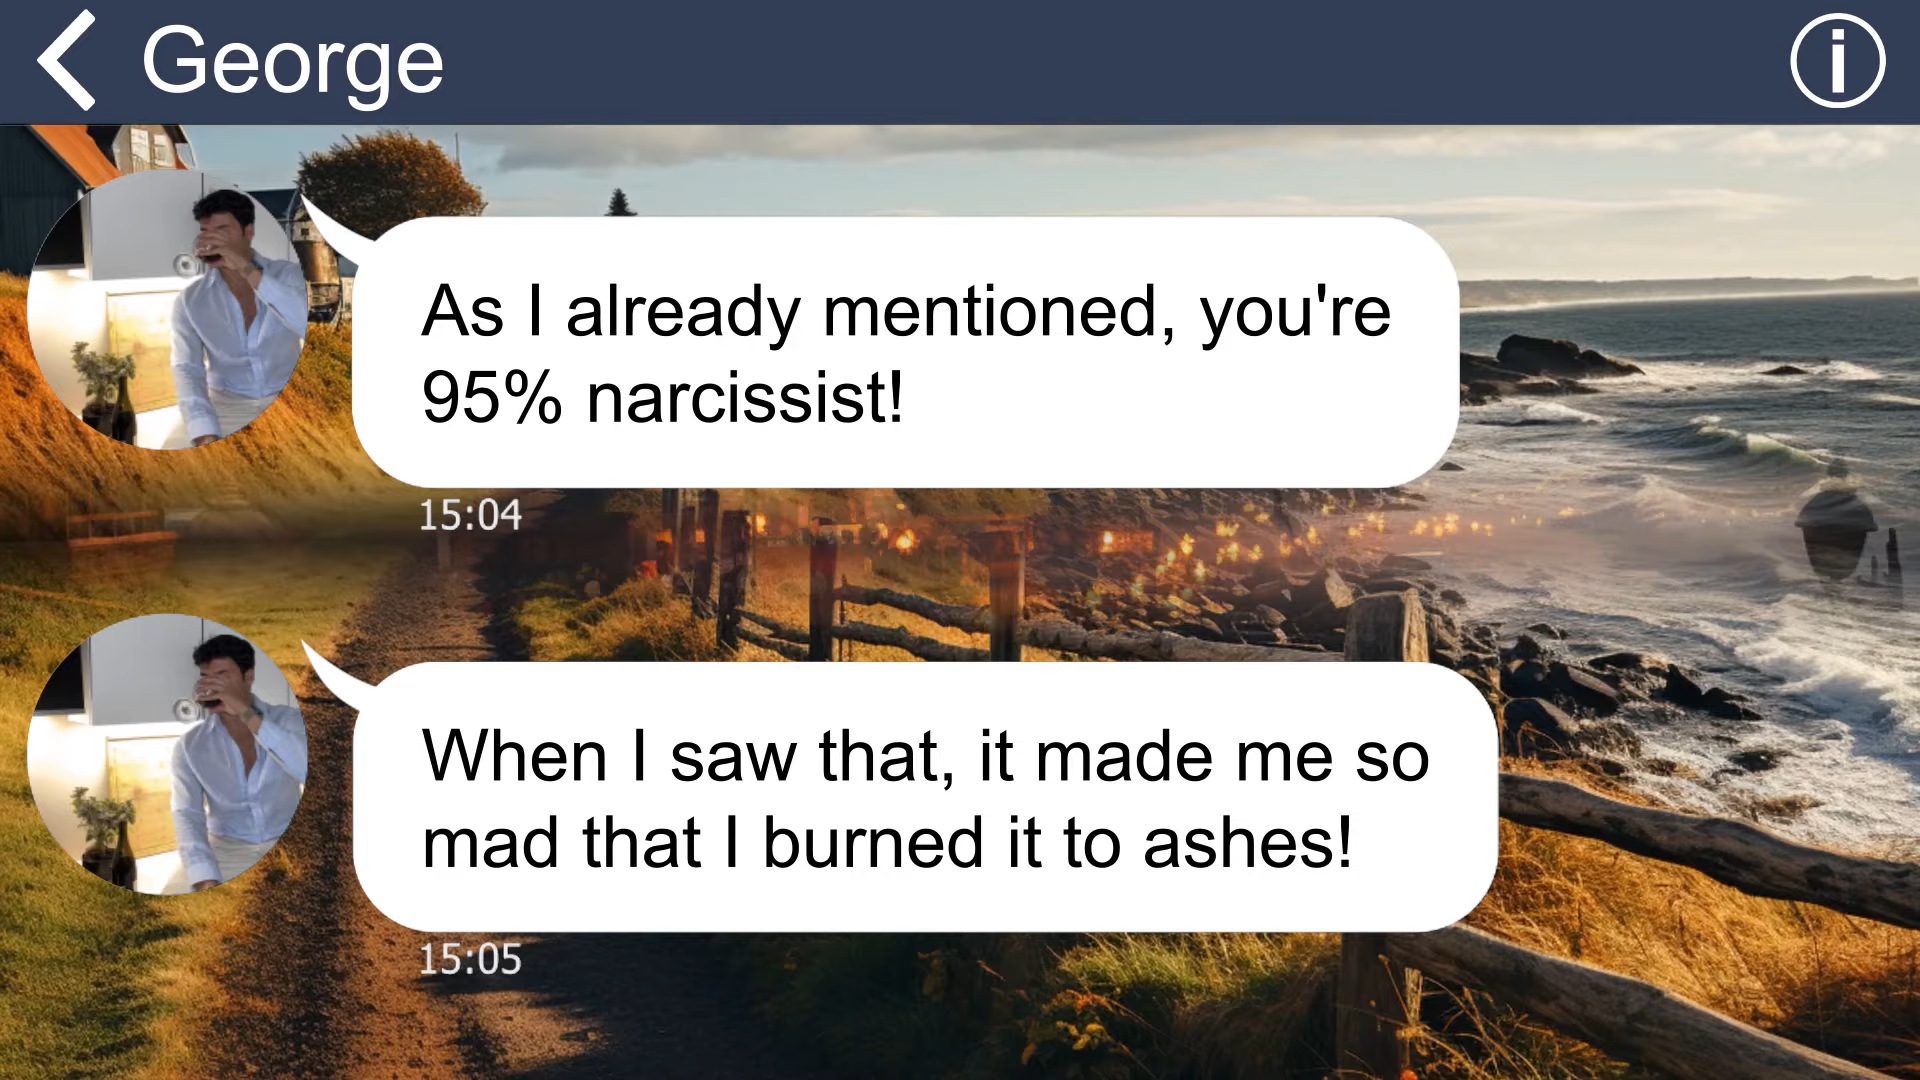 George
As I already mentioned, you're
95% narcissist!
15:04
When I saw that, it made me so
mad that I burned it to ashes!
15:05